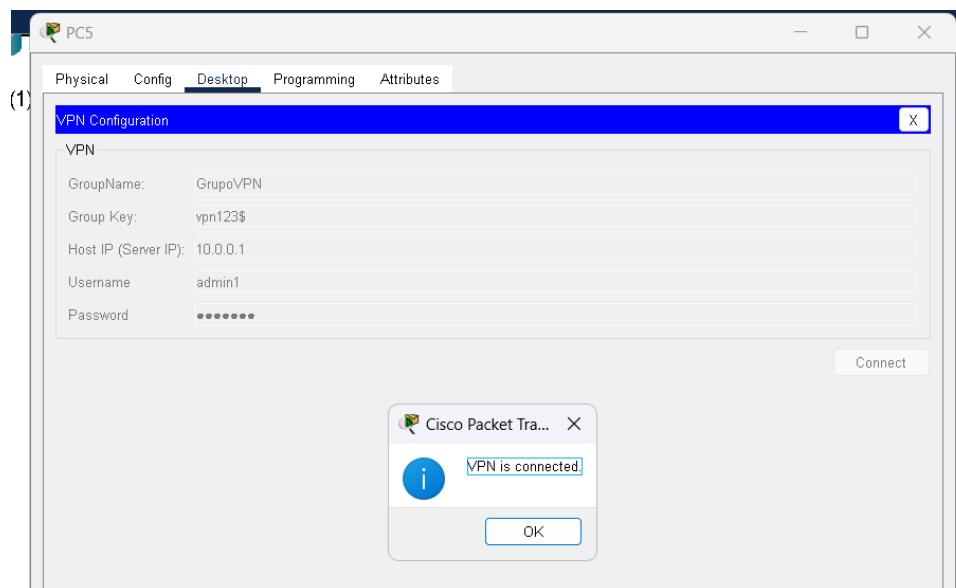 PC5
Physical Config Desktop Programming Attributes
(1)
VPN Configuration X
VPN
GroupName: GrupoVPN
Group Key: vpn123$
Host IP (Server IP): 10.0.0.1
Username admin1
Password •••••••
Connect
Cisco Packet Tra...
VPN is connected.
OK